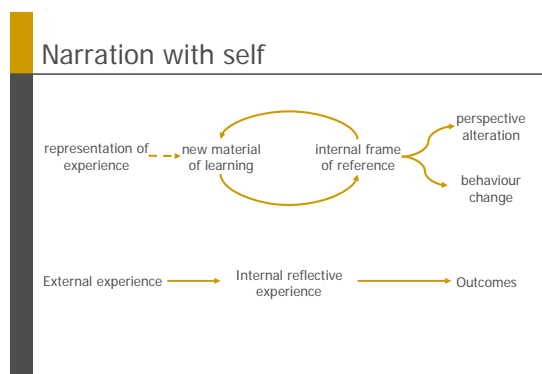 Narration with self
representation of
experience
new material
of learning
internal frame
of reference
perspective
alteration
behaviour
change
External experience
Internal reflective
experience
Outcomes